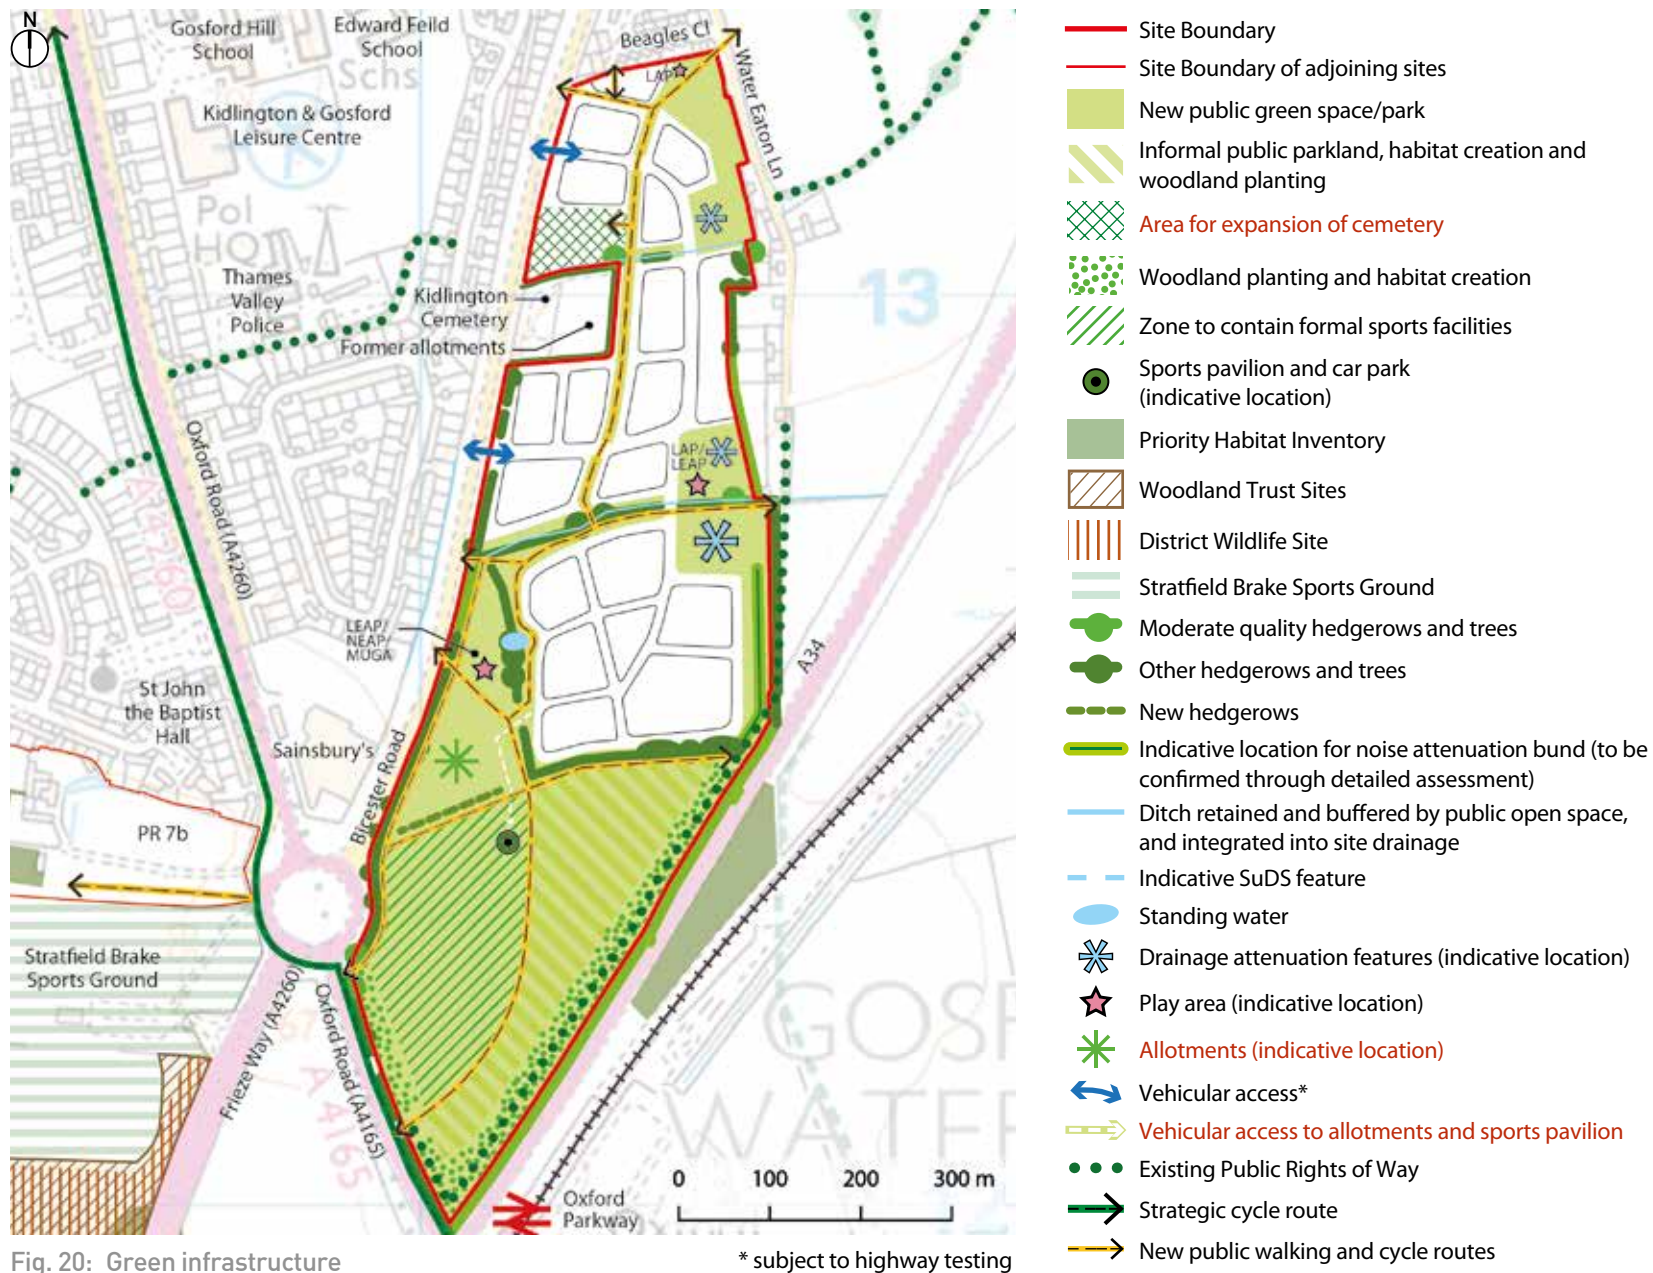 N
Gosford Hill
School
Edward Feild
School
Schs
Beagles Cl
LAP
Water Eaton Ln
Kidlington & Gosford
Leisure Centre
Pol
HQ
Thames
Valley
Police
Kidlington
Cemetery
Former allotments
13
Oxford Road (A4260)
A4260
LAP/
LEAP
LEAP/
NEAP/
MUGA
A34
St John
the Baptist
Hall
Sainsbury's
Bicester Road
PR 7b
Stratfield Brake
Sports Ground
Frieze Way (A4260)
Oxford Road (A4165)
A 4165
GOSF
WATER
Oxford
Parkway
0 100 200 300 m
Fig. 20: Green infrastructure
* subject to highway testing
Site Boundary
Site Boundary of adjoining sites
New public green space/park
Informal public parkland, habitat creation and
woodland planting
Area for expansion of cemetery
Woodland planting and habitat creation
Zone to contain formal sports facilities
Sports pavilion and car park
(indicative location)
Priority Habitat Inventory
Woodland Trust Sites
District Wildlife Site
Stratfield Brake Sports Ground
Moderate quality hedgerows and trees
Other hedgerows and trees
New hedgerows
Indicative location for noise attenuation bund (to be
confirmed through detailed assessment)
Ditch retained and buffered by public open space,
and integrated into site drainage
Indicative SuDS feature
Standing water
Drainage attenuation features (indicative location)
Play area (indicative location)
Allotments (indicative location)
Vehicular access*
Vehicular access to allotments and sports pavilion
Existing Public Rights of Way
Strategic cycle route
New public walking and cycle routes